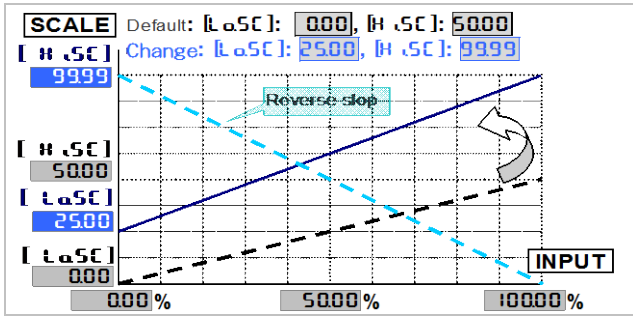 SCALE Default: [LoSC]: 0.00, [HiSC]: 50.00
[HiSC] Change: [LoSC]: 25.00, [HiSC]: 99.99
99.99
Reverse slop
[HiSC]
50.00
[LoSC]
25.00
[LoSC]
0.00
INPUT
0.00 % 50.00 % 100.00 %